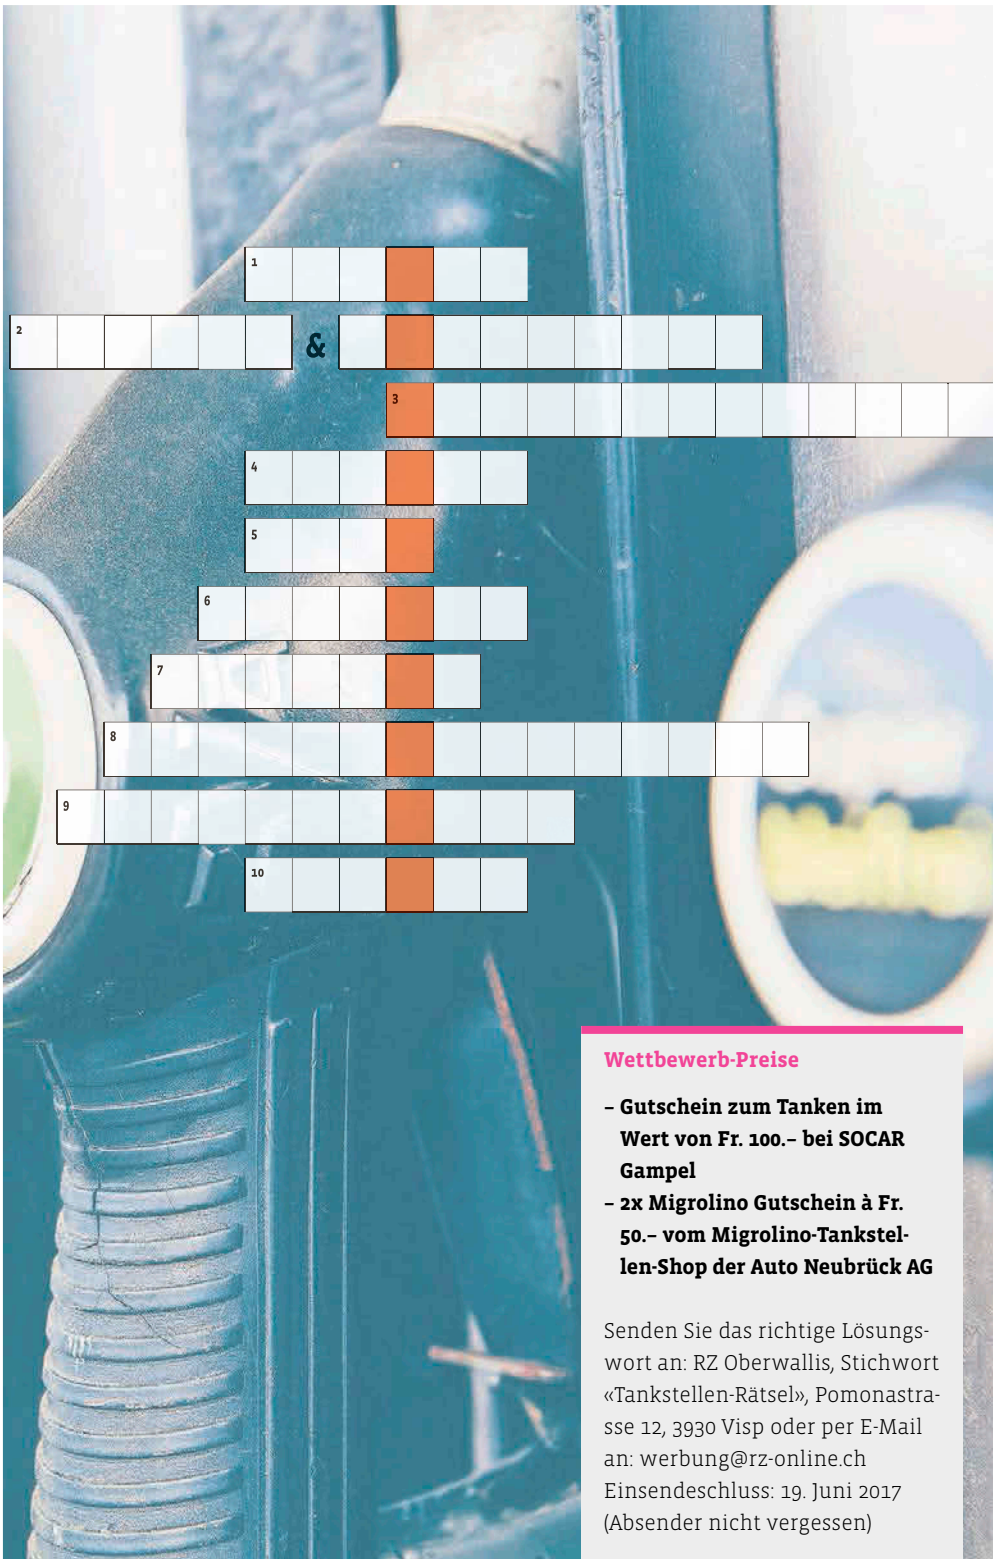 1
2
&
3
4
5
6
7
8
9
10
Wettbewerb-Preise
– Gutschein zum Tanken im
Wert von Fr. 100.– bei SOCAR
Gampel
– 2x Migrolino Gutschein à Fr.
50.– vom Migrolino-Tankstel-
len-Shop der Auto Neubrück AG
Senden Sie das richtige Lösungs-
wort an: RZ Oberwallis, Stichwort
«Tankstellen-Rätsel», Pomonastra-
sse 12, 3930 Visp oder per E-Mail
an: werbung@rz-online.ch
Einsendeschluss: 19. Juni 2017
(Absender nicht vergessen)